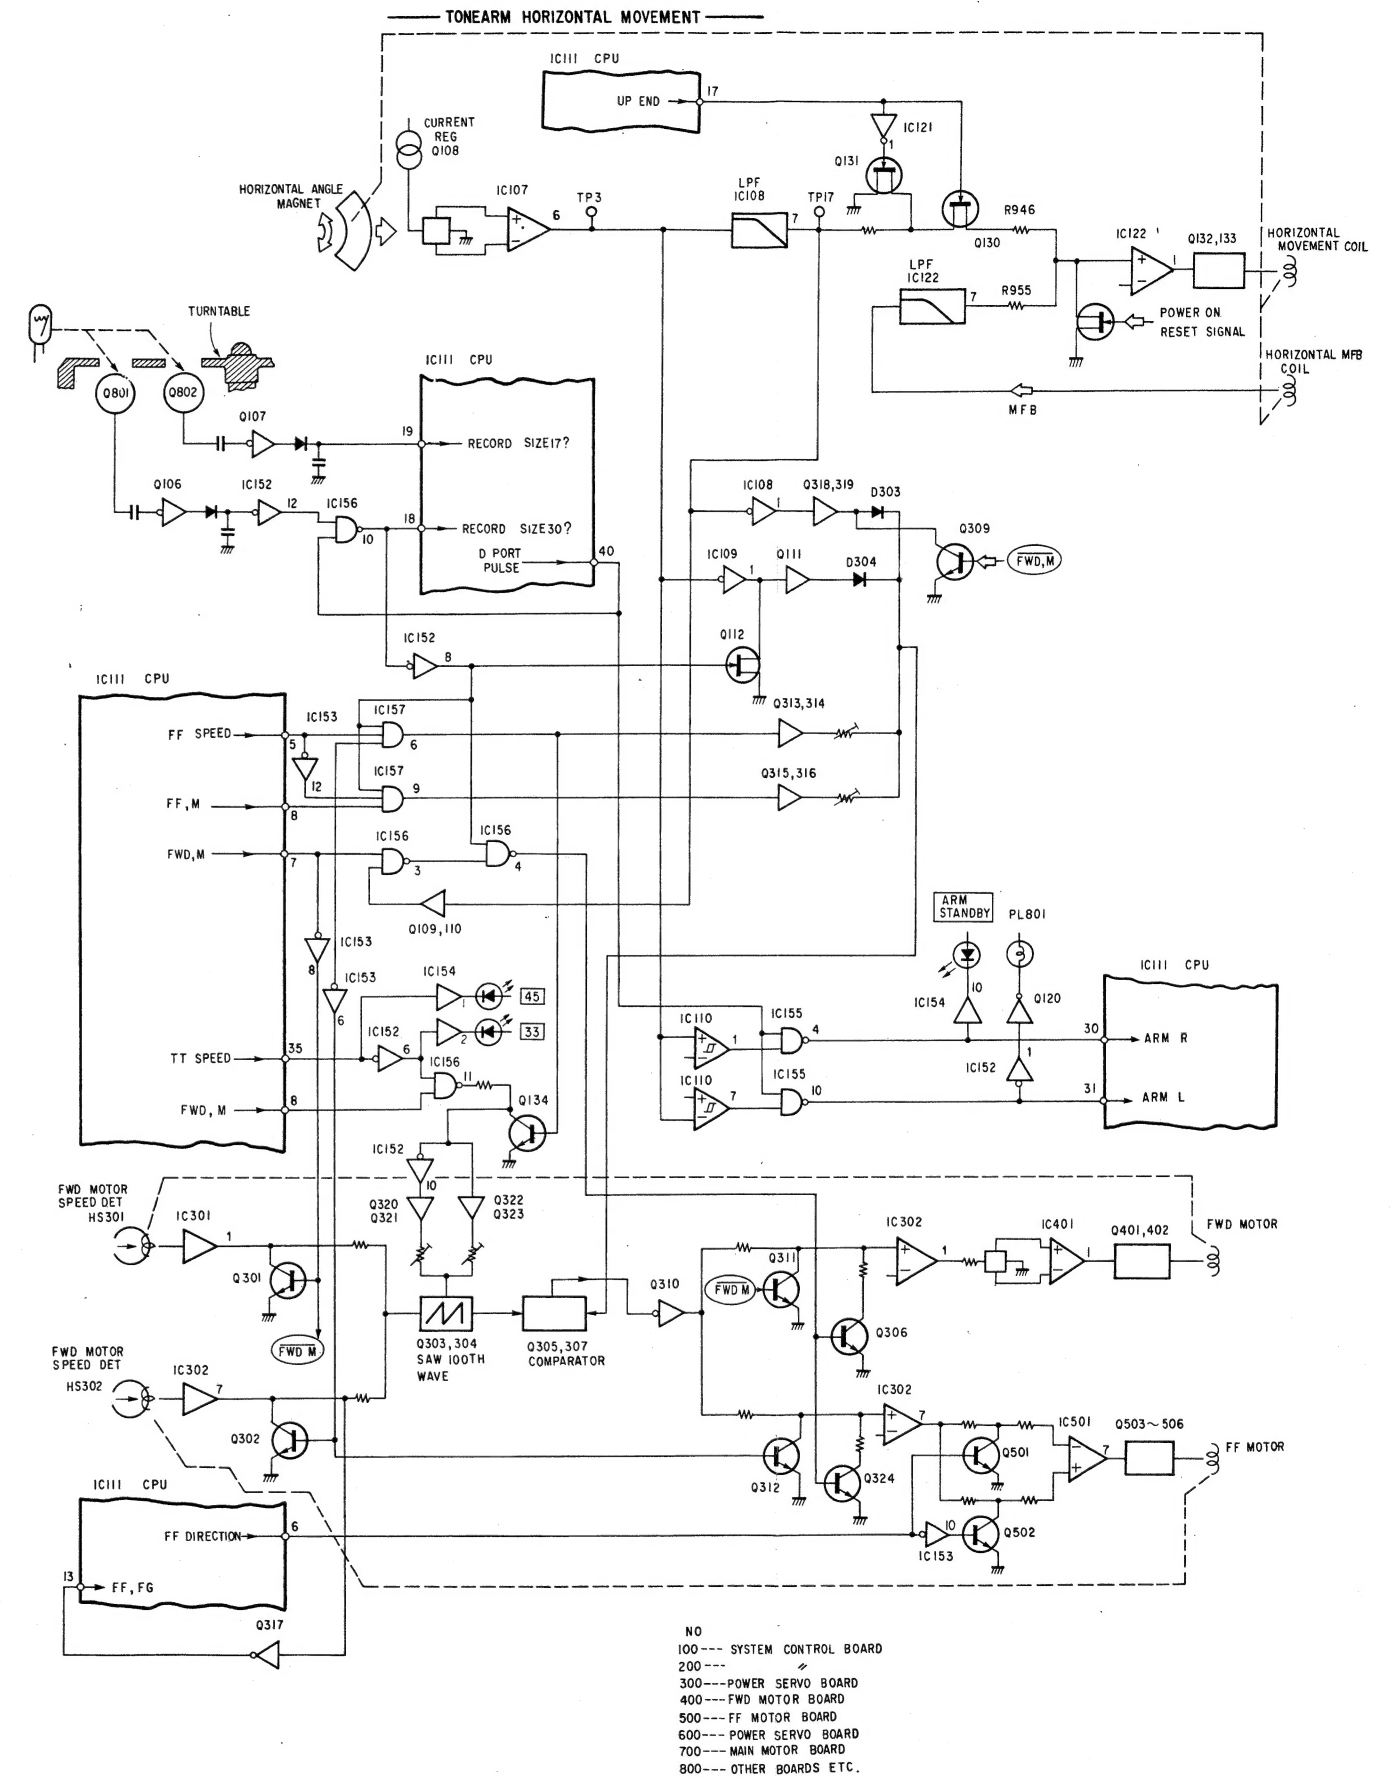 TONEARM HORIZONTAL MOVEMENT
IC111 CPU
UP END
17
CURRENT
REG
Q108
IC121
1
Q131
HORIZONTAL ANGLE
MAGNET
IC107
+
−
6
TP3
LPF
IC108
7
TP17
Q130
R946
IC122
+
−
1
Q132,133
HORIZONTAL
MOVEMENT COIL
LPF
IC122
7
R955
POWER ON
RESET SIGNAL
HORIZONTAL MFB
COIL
MFB
TURNTABLE
Q801
Q802
IC111 CPU
Q107
19
RECORD SIZE17?
Q106
IC152
12
IC156
10
18
RECORD SIZE30?
D PORT
PULSE
40
IC108
1
Q318,319
D303
Q309
FWD,M
IC109
1
Q111
D304
IC152
8
Q112
IC111 CPU
FF SPEED
5
IC153
12
IC157
6
Q313,314
FF,M
8
IC157
9
Q315,316
FWD,M
7
IC156
3
IC156
4
Q109,110
IC153
8
IC153
6
ARM
STANDBY
PL801
IC154
1
45
2
33
IC152
6
TT SPEED
35
IC156
11
FWD, M
8
Q134
IC110
+
−
1
IC155
4
IC110
+
−
7
IC155
10
IC154
10
Q120
IC152
1
IC111 CPU
30
ARM R
31
ARM L
IC152
10
Q320
Q321
Q322
Q323
FWD MOTOR
SPEED DET
HS301
IC301
1
Q301
FWD M
Q303,304
SAW 100TH
WAVE
Q305,307
COMPARATOR
Q310
Q311
FWD M
IC302
+
−
1
IC401
+
−
1
Q401,402
FWD MOTOR
Q306
FWD MOTOR
SPEED DET
HS302
IC302
7
Q302
Q312
IC302
+
−
7
Q324
Q501
IC501
−
+
7
Q503~506
FF MOTOR
IC153
10
Q502
IC111 CPU
FF DIRECTION
6
13
FF, FG
Q317
NO
100--- SYSTEM CONTROL BOARD
200--- 〃
300---POWER SERVO BOARD
400---FWD MOTOR BOARD
500---FF MOTOR BOARD
600---POWER SERVO BOARD
700---MAIN MOTOR BOARD
800---OTHER BOARDS ETC.